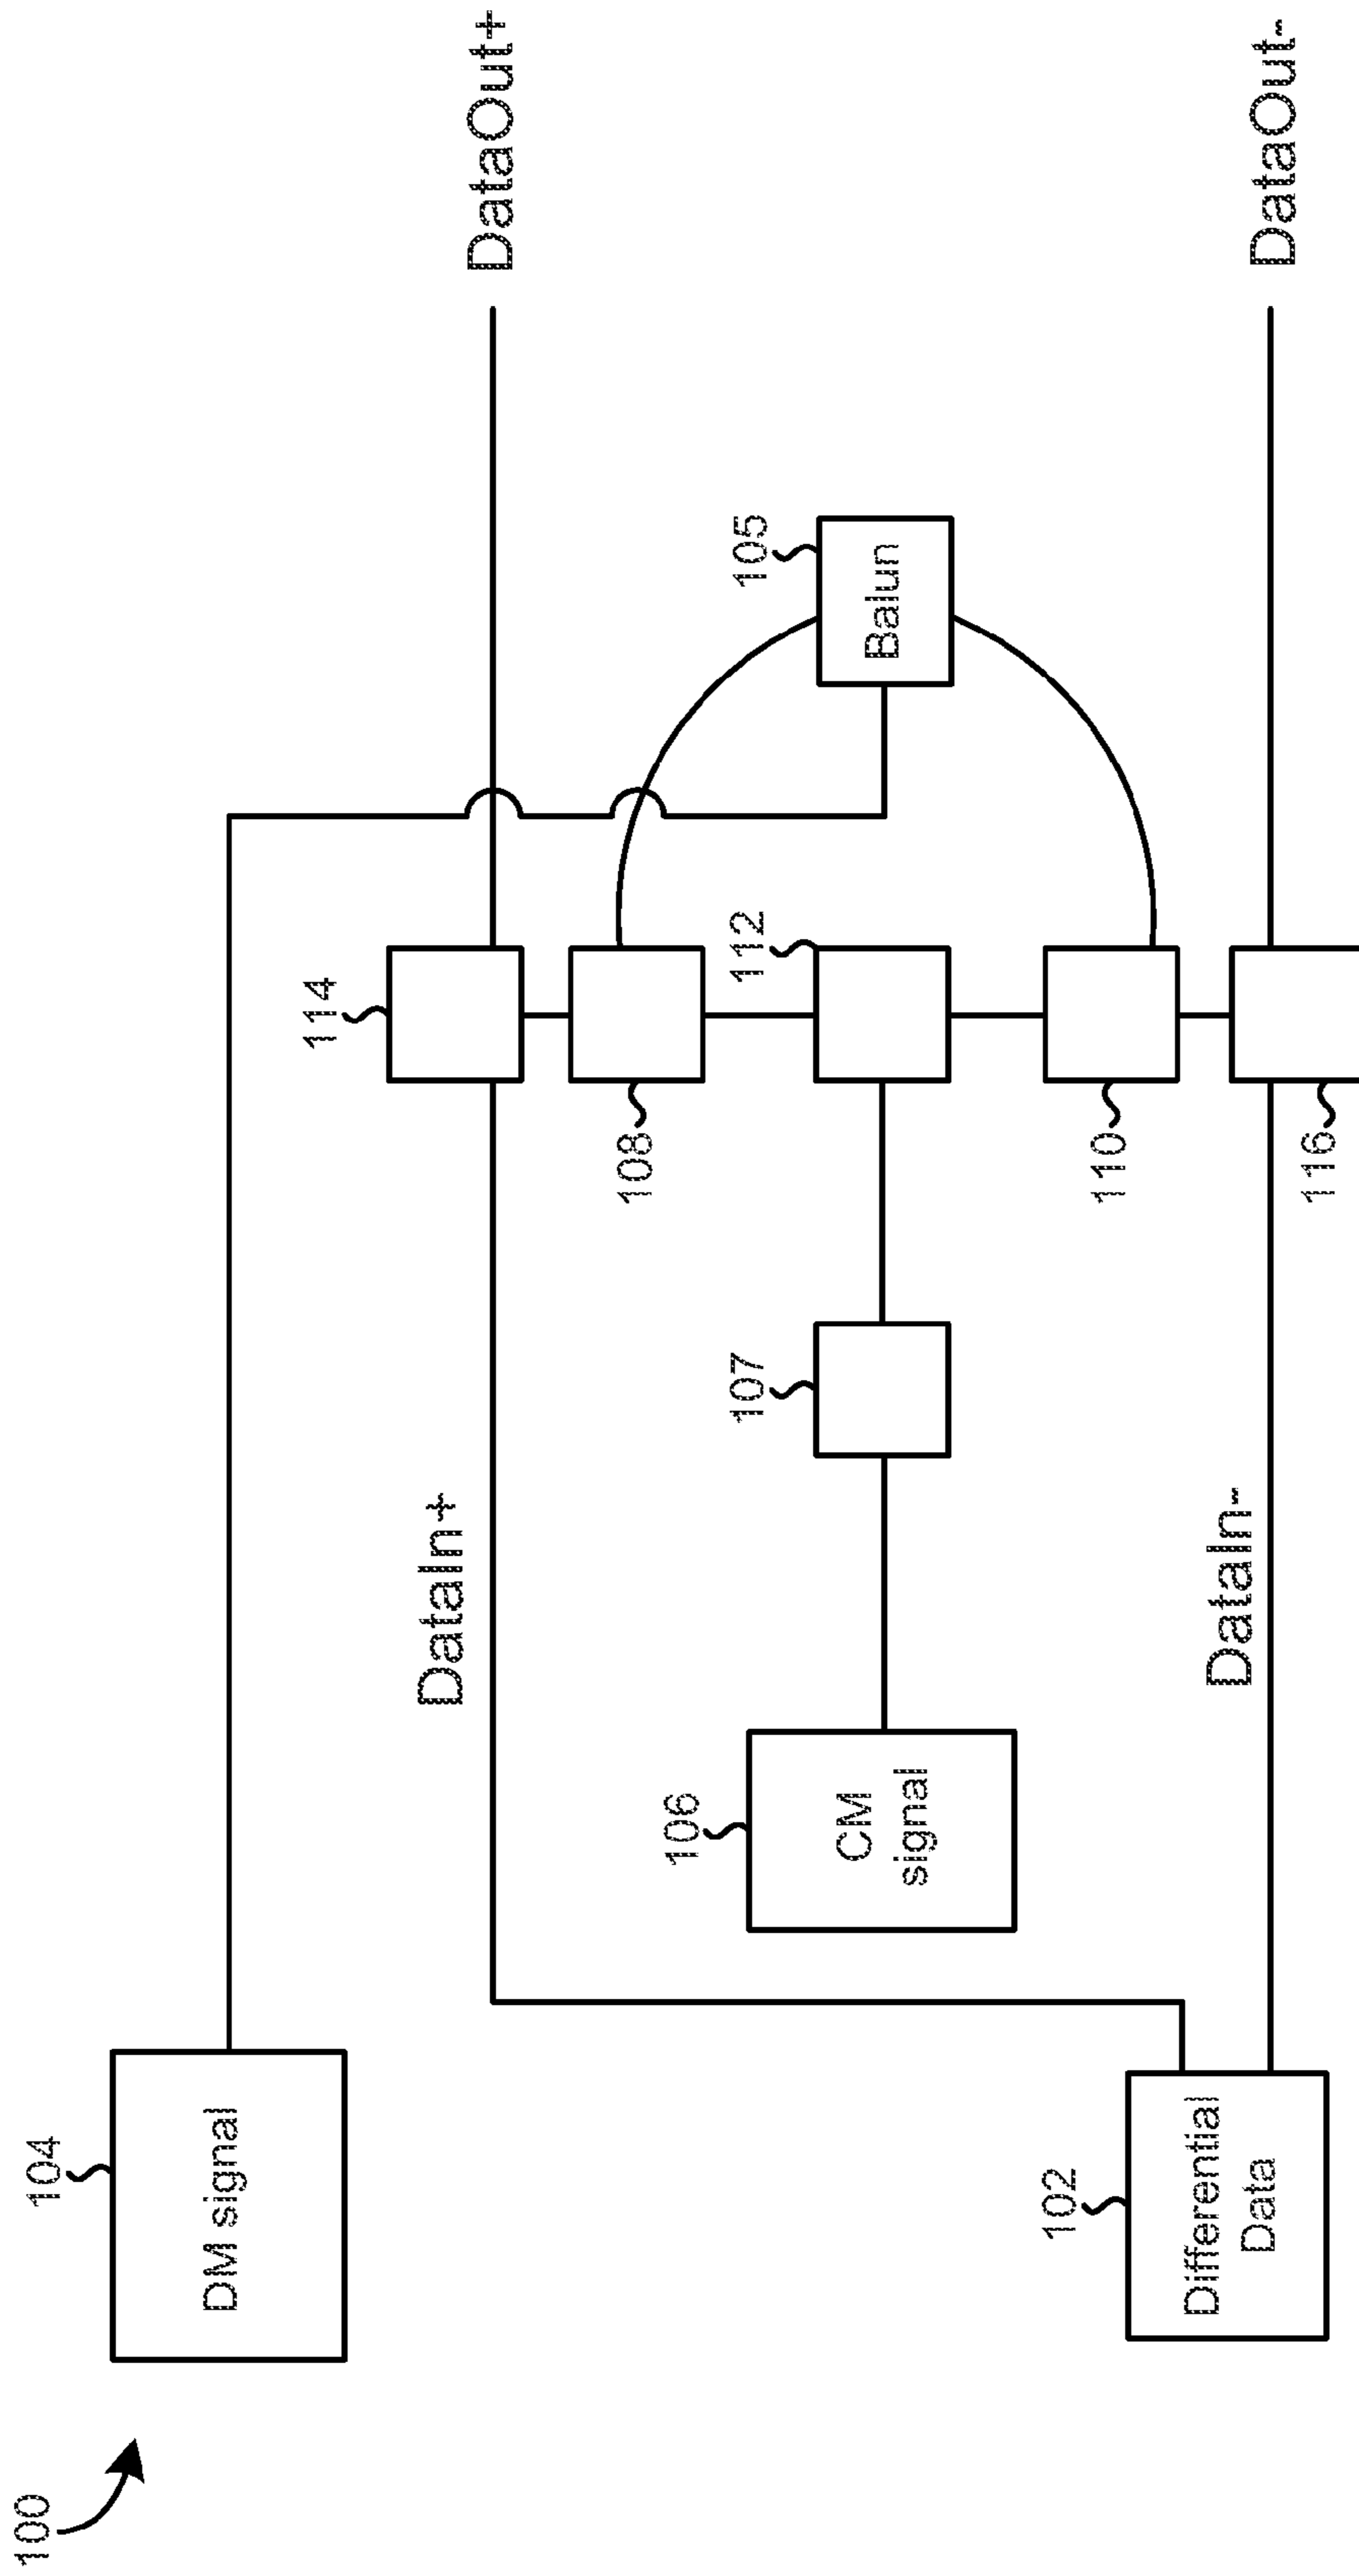 100
104
DM signal
102
Differential
Data
106
CM
signal
DataIn+
DataIn-
107
114
108
112
110
116
105
Balun
DataOut+
DataOut-